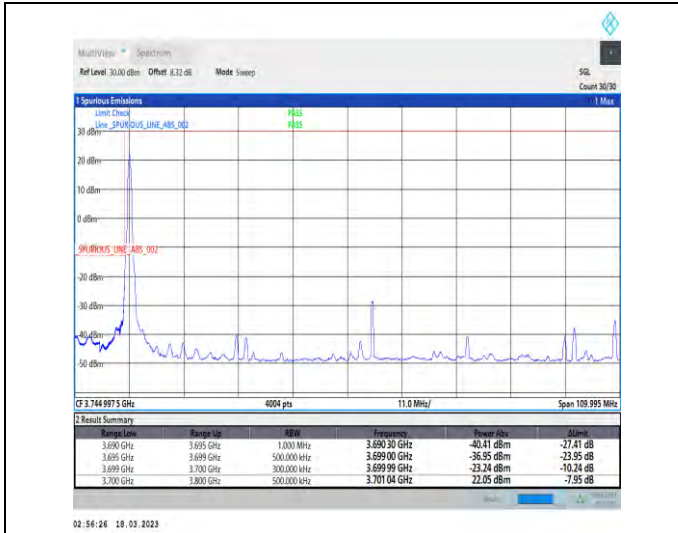 MultiView Spectrum
Ref Level 30.00 dBm Offset 8.32 dB Mode Sweep SGL
Count 30/30
1 Spurious Emissions 1 Max
Limit Check PASS
Line _SPURIOUS_LINE_ABS_002 PASS
30 dBm
20 dBm
10 dBm
0 dBm
_SPURIOUS_LINE_ABS_002
-20 dBm
-30 dBm
-40 dBm
-50 dBm
CF 3.744 997 5 GHz 4004 pts 11.0 MHz/ Span 109.995 MHz
2 Result Summary
Range Low Range Up RBW Frequency Power Abs ΔLimit
3.690 GHz 3.695 GHz 1.000 MHz 3.690 30 GHz -40.41 dBm -27.41 dB
3.695 GHz 3.699 GHz 500.000 kHz 3.699 00 GHz -36.95 dBm -23.95 dB
3.699 GHz 3.700 GHz 300.000 kHz 3.699 99 GHz -23.24 dBm -10.24 dB
3.700 GHz 3.800 GHz 500.000 kHz 3.701 04 GHz 22.05 dBm -7.95 dB
02:56:26 18.03.2023